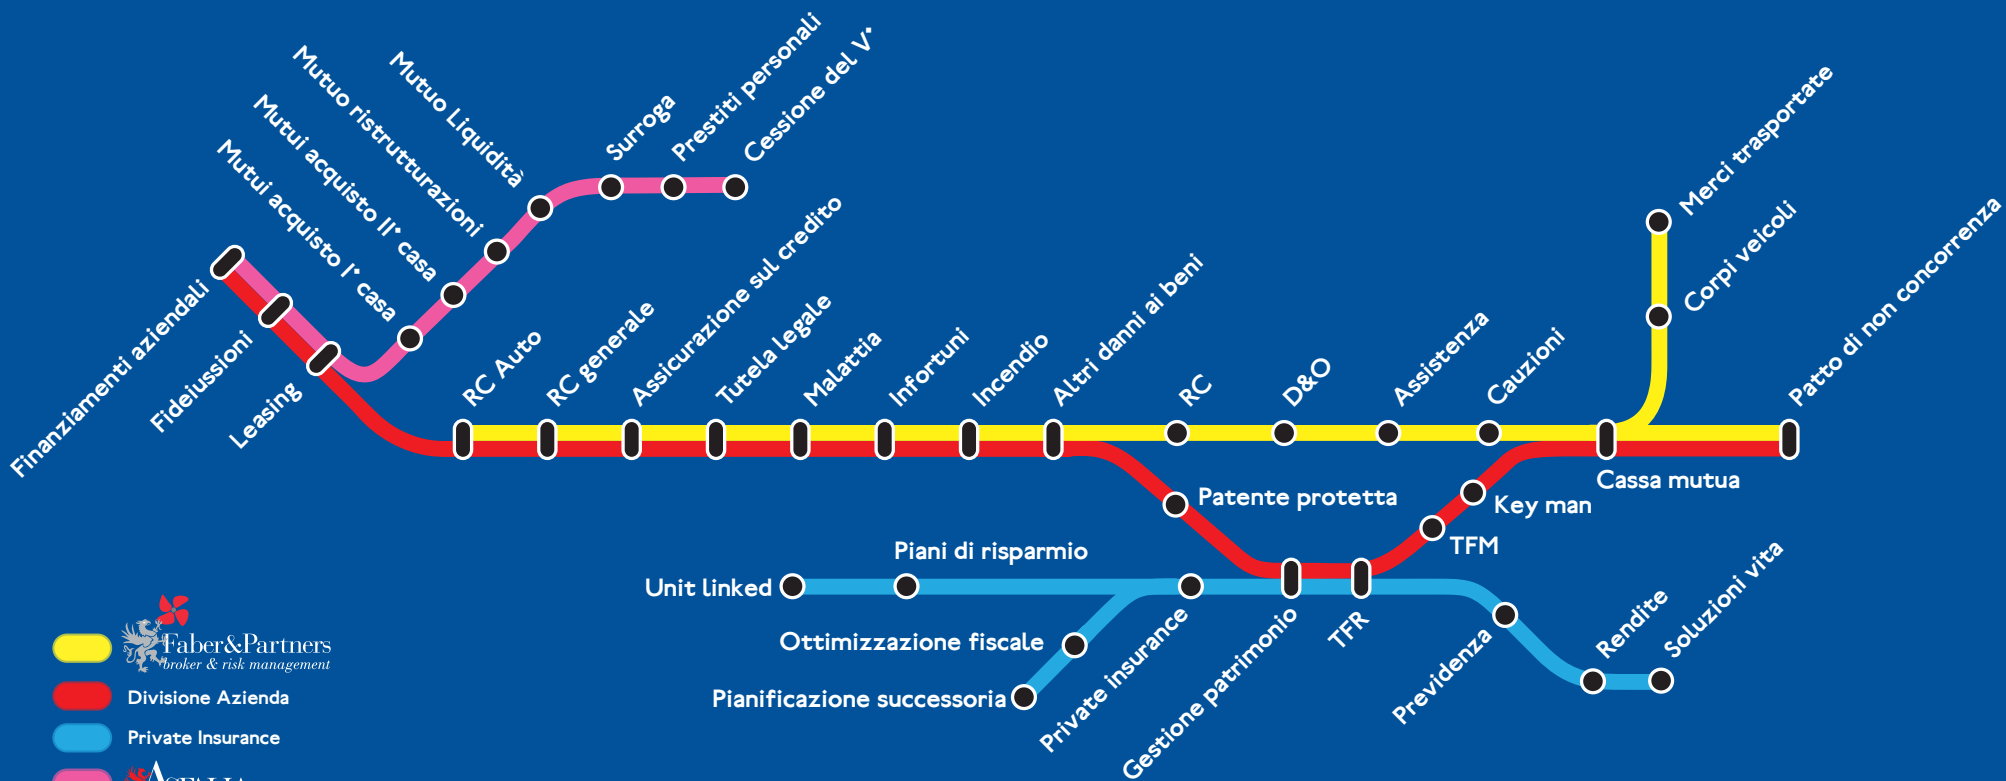 Finanziamenti aziendali
Fideiussioni
Leasing
Mutui acquisto I° casa
Mutui acquisto II° casa
Mutuo ristrutturazioni
Mutuo Liquidità
Surroga
Prestiti personali
Cessione del V°
RC Auto
RC generale
Assicurazione sul credito
Tutela legale
Malattia
Infortuni
Incendio
Altri danni ai beni
RC
D&O
Assistenza
Cauzioni
Merci trasportate
Corpi veicoli
Patto di non concorrenza
Cassa mutua
Patente protetta
Key man
TFM
Piani di risparmio
Unit linked
Ottimizzazione fiscale
Pianificazione successoria
Private insurance
Gestione patrimonio
TFR
Previdenza
Rendite
Soluzioni vita
Faber&Partners
broker & risk management
Divisione Azienda
Private Insurance